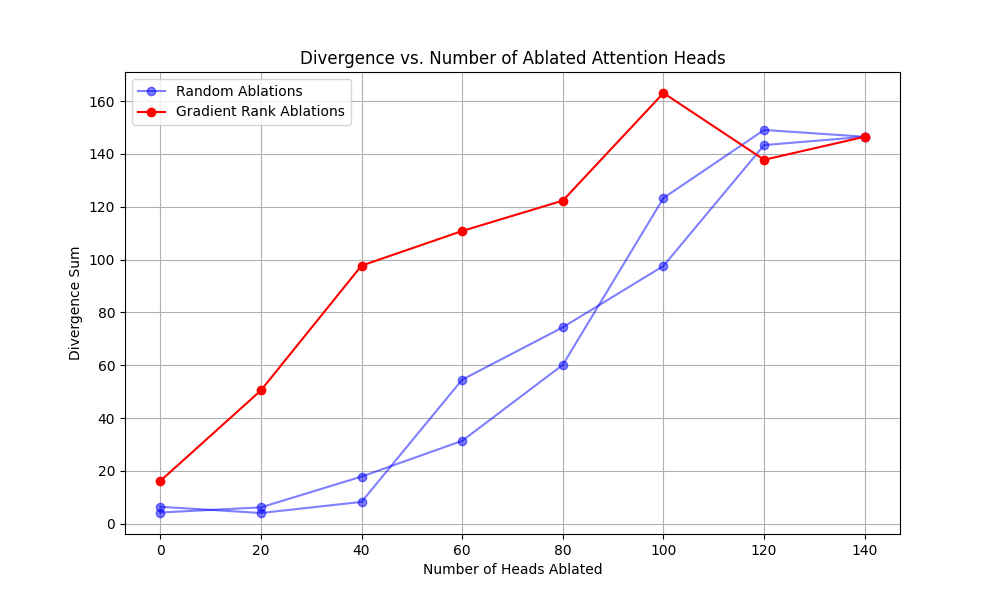 Divergence vs. Number of Ablated Attention Heads
Random Ablations
Gradient Rank Ablations
160
140
120
100
80
60
40
20
0
Divergence Sum
0 20 40 60 80 100 120 140
Number of Heads Ablated